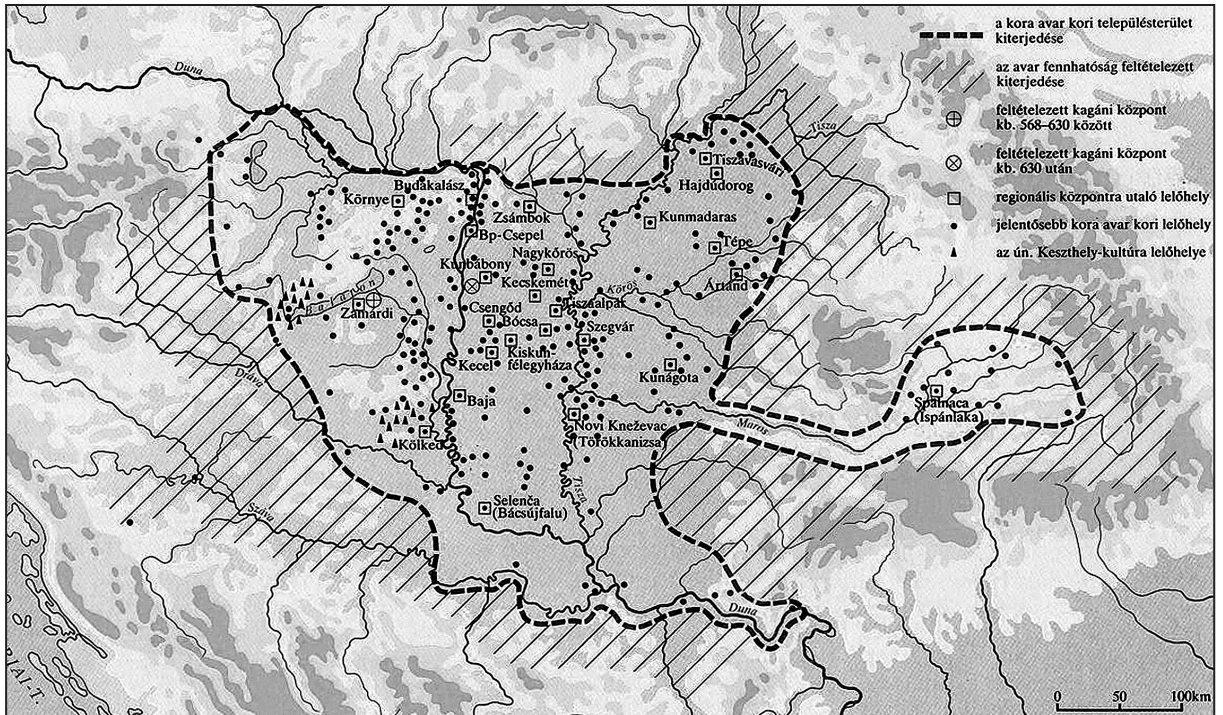 a kora avar kori településterület
kiterjedése
az avar fennhatóság feltételezett
kiterjedése
feltételezett kagáni központ
kb. 568–630 között
feltételezett kagáni központ
kb. 630 után
regionális központra utaló lelőhely
jelentősebb kora avar kori lelőhely
az ún. Keszthely-kultúra lelőhelye
Duna
Tisza
Tiszavasvári
Hajdúdorog
Budakalász
Környe
Zsámbok
Kunmadaras
Bp-Csepel
Tépe
Nagykőrös
Kunbábony
Kecskemét
Ártánd
Körös
Balaton
Zamárdi
Tiszaalpár
Csengőd
Bócsa
Szegvár
Kecel
Kiskun-
félegyháza
Kunágota
Dráva
Baja
Spălnaca
(Ispánlaka)
Maros
Novi Kneževac
(Törökkanizsa)
Kölked
Tisza
Selenča
(Bácsújfalu)
Száva
Duna
0 50 100km